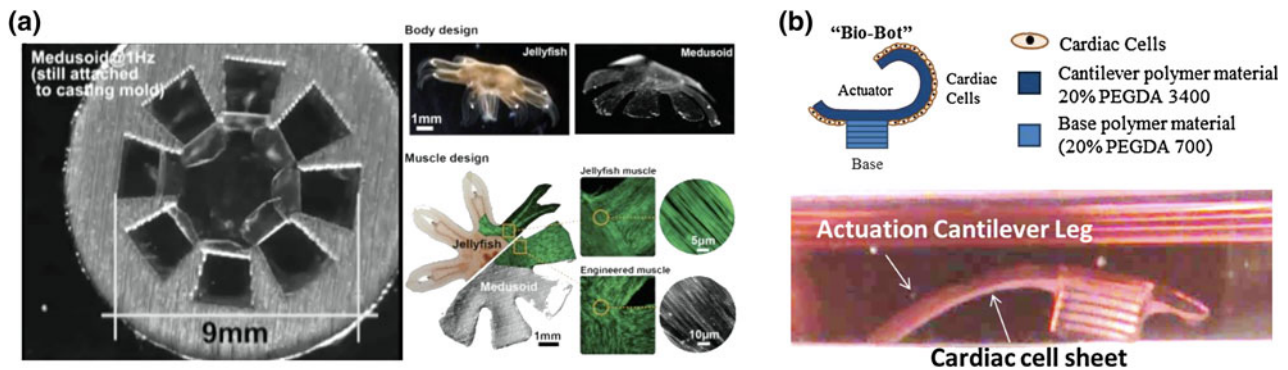 (a)
Medusoid@1Hz
(still attached
to casting mold)
9mm
Body design
Jellyfish
1mm
Medusoid
Muscle design
Jellyfish
Medusoid
1mm
Jellyfish muscle
5μm
Engineered muscle
10μm
(b)
“Bio-Bot”
Actuator
Cardiac
Cells
Base
Cardiac Cells
Cantilever polymer material
20% PEGDA 3400
Base polymer material
(20% PEGDA 700)
Actuation Cantilever Leg
Cardiac cell sheet